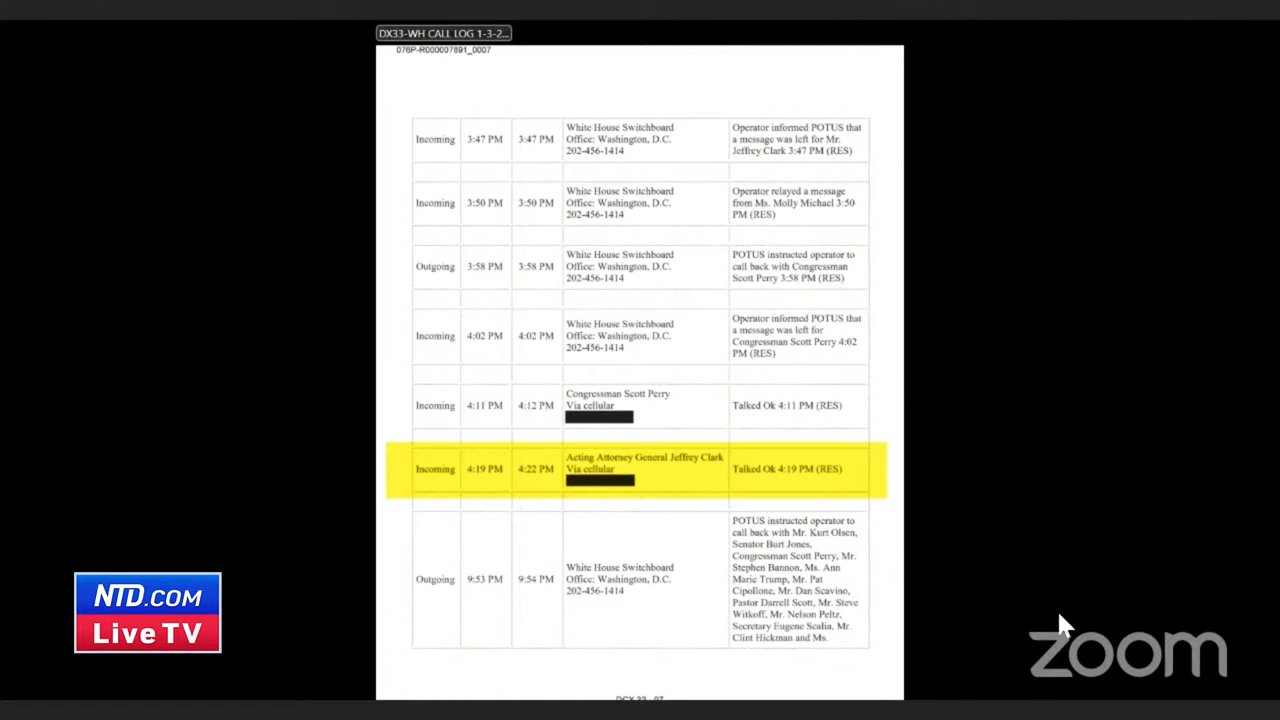 DX33-WH CALL LOG 1-3-2...
076P-R000007891_0007
Incoming 3:47 PM 3:47 PM White House Switchboard
Office: Washington, D.C.
202-456-1414
Operator informed POTUS that
a message was left for Mr.
Jeffrey Clark 3:47 PM (RES)
Incoming 3:50 PM 3:50 PM White House Switchboard
Office: Washington, D.C.
202-456-1414
Operator relayed a message
from Ms. Molly Michael 3:50
PM (RES)
Outgoing 3:58 PM 3:58 PM White House Switchboard
Office: Washington, D.C.
202-456-1414
POTUS instructed operator to
call back with Congressman
Scott Perry 3:58 PM (RES)
Incoming 4:02 PM 4:02 PM White House Switchboard
Office: Washington, D.C.
202-456-1414
Operator informed POTUS that
a message was left for
Congressman Scott Perry 4:02
PM (RES)
Incoming 4:11 PM 4:12 PM Congressman Scott Perry
Via cellular
Talked Ok 4:11 PM (RES)
Incoming 4:19 PM 4:22 PM Acting Attorney General Jeffrey Clark
Via cellular
Talked Ok 4:19 PM (RES)
Outgoing 9:53 PM 9:54 PM White House Switchboard
Office: Washington, D.C.
202-456-1414
POTUS instructed operator to
call back with Mr. Kurt Olsen,
Senator Burt Jones,
Congressman Scott Perry, Mr.
Stephen Bannon, Ms. Ann
Marie Trump, Mr. Pat
Cipollone, Mr. Dan Scavino,
Pastor Darrell Scott, Mr. Steve
Witkoff, Mr. Nelson Peltz,
Secretary Eugene Scalia, Mr.
Clint Hickman and Ms.
NTD.COM
Live TV
zoom